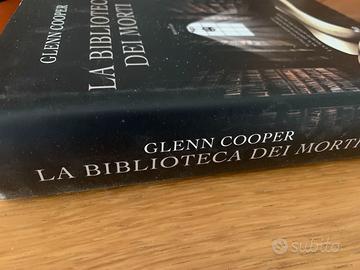 GLENN COOPER
LA BIBLIOTECA
DEI MORTI
GLENN COOPER
LA BIBLIOTECA DEI MORTI
subito